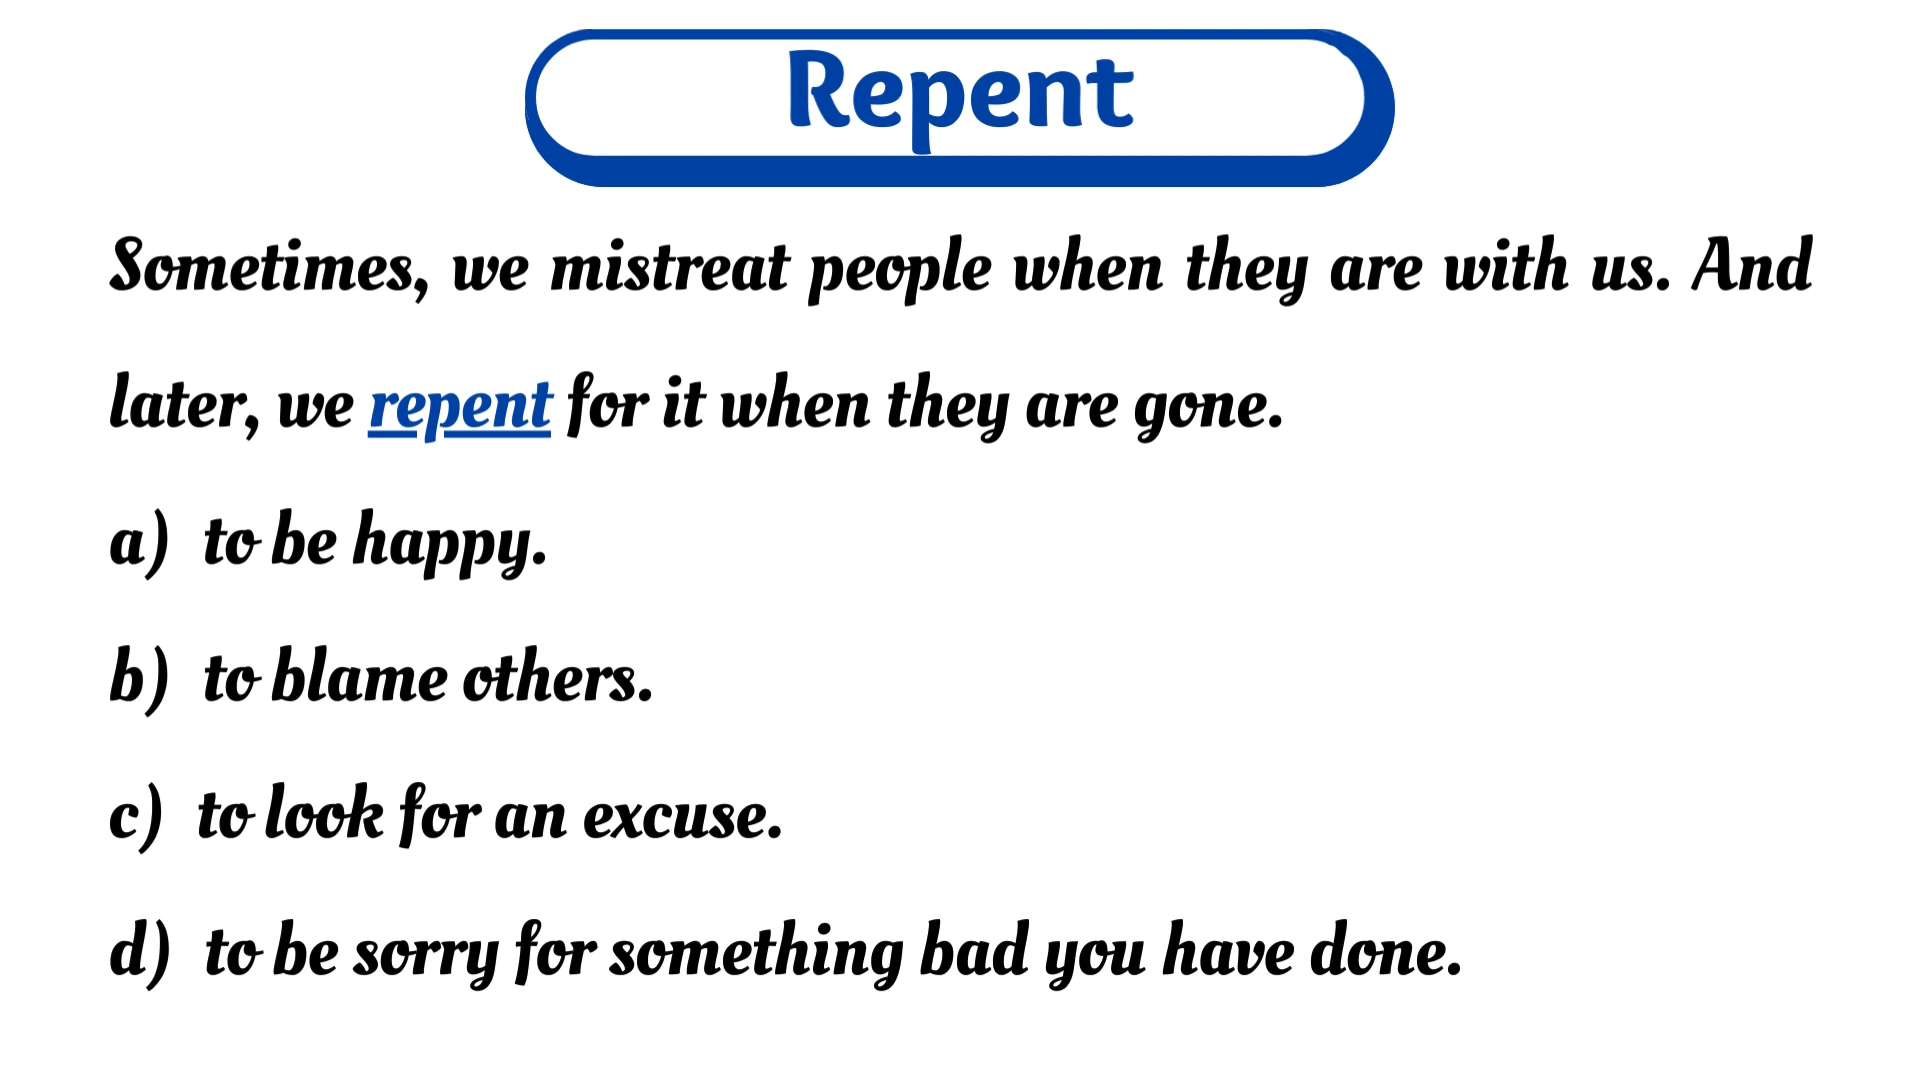 Repent
Sometimes, we mistreat people when they are with us. And
later, we repent for it when they are gone.
a) to be happy.
b) to blame others.
c) to look for an excuse.
d) to be sorry for something bad you have done.